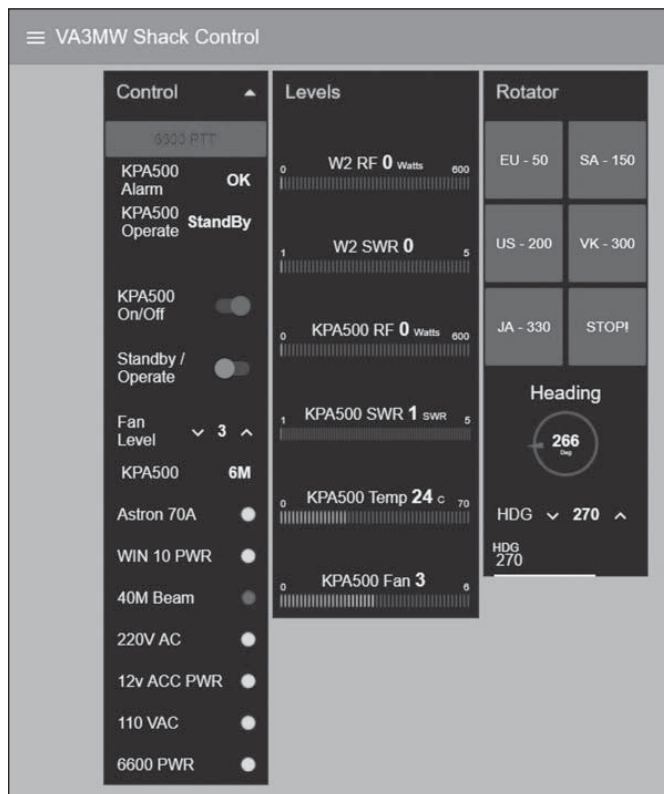 VA3MW Shack Control
Control
6300 PTT
KPA500
Alarm
OK
KPA500
Operate
StandBy
KPA500
On/Off
Standby /
Operate
Fan
Level
3
KPA500 6M
Astron 70A
WIN 10 PWR
40M Beam
220V AC
12v ACC PWR
110 VAC
6600 PWR
Levels
W2 RF 0 Watts
0 600
W2 SWR 0
1 5
KPA500 RF 0 Watts
0 600
KPA500 SWR 1 SWR
1 5
KPA500 Temp 24 C
0 70
KPA500 Fan 3
0 6
Rotator
EU - 50 SA - 150
US - 200 VK - 300
JA - 330 STOP!
Heading
266
Deg
HDG 270
HDG
270